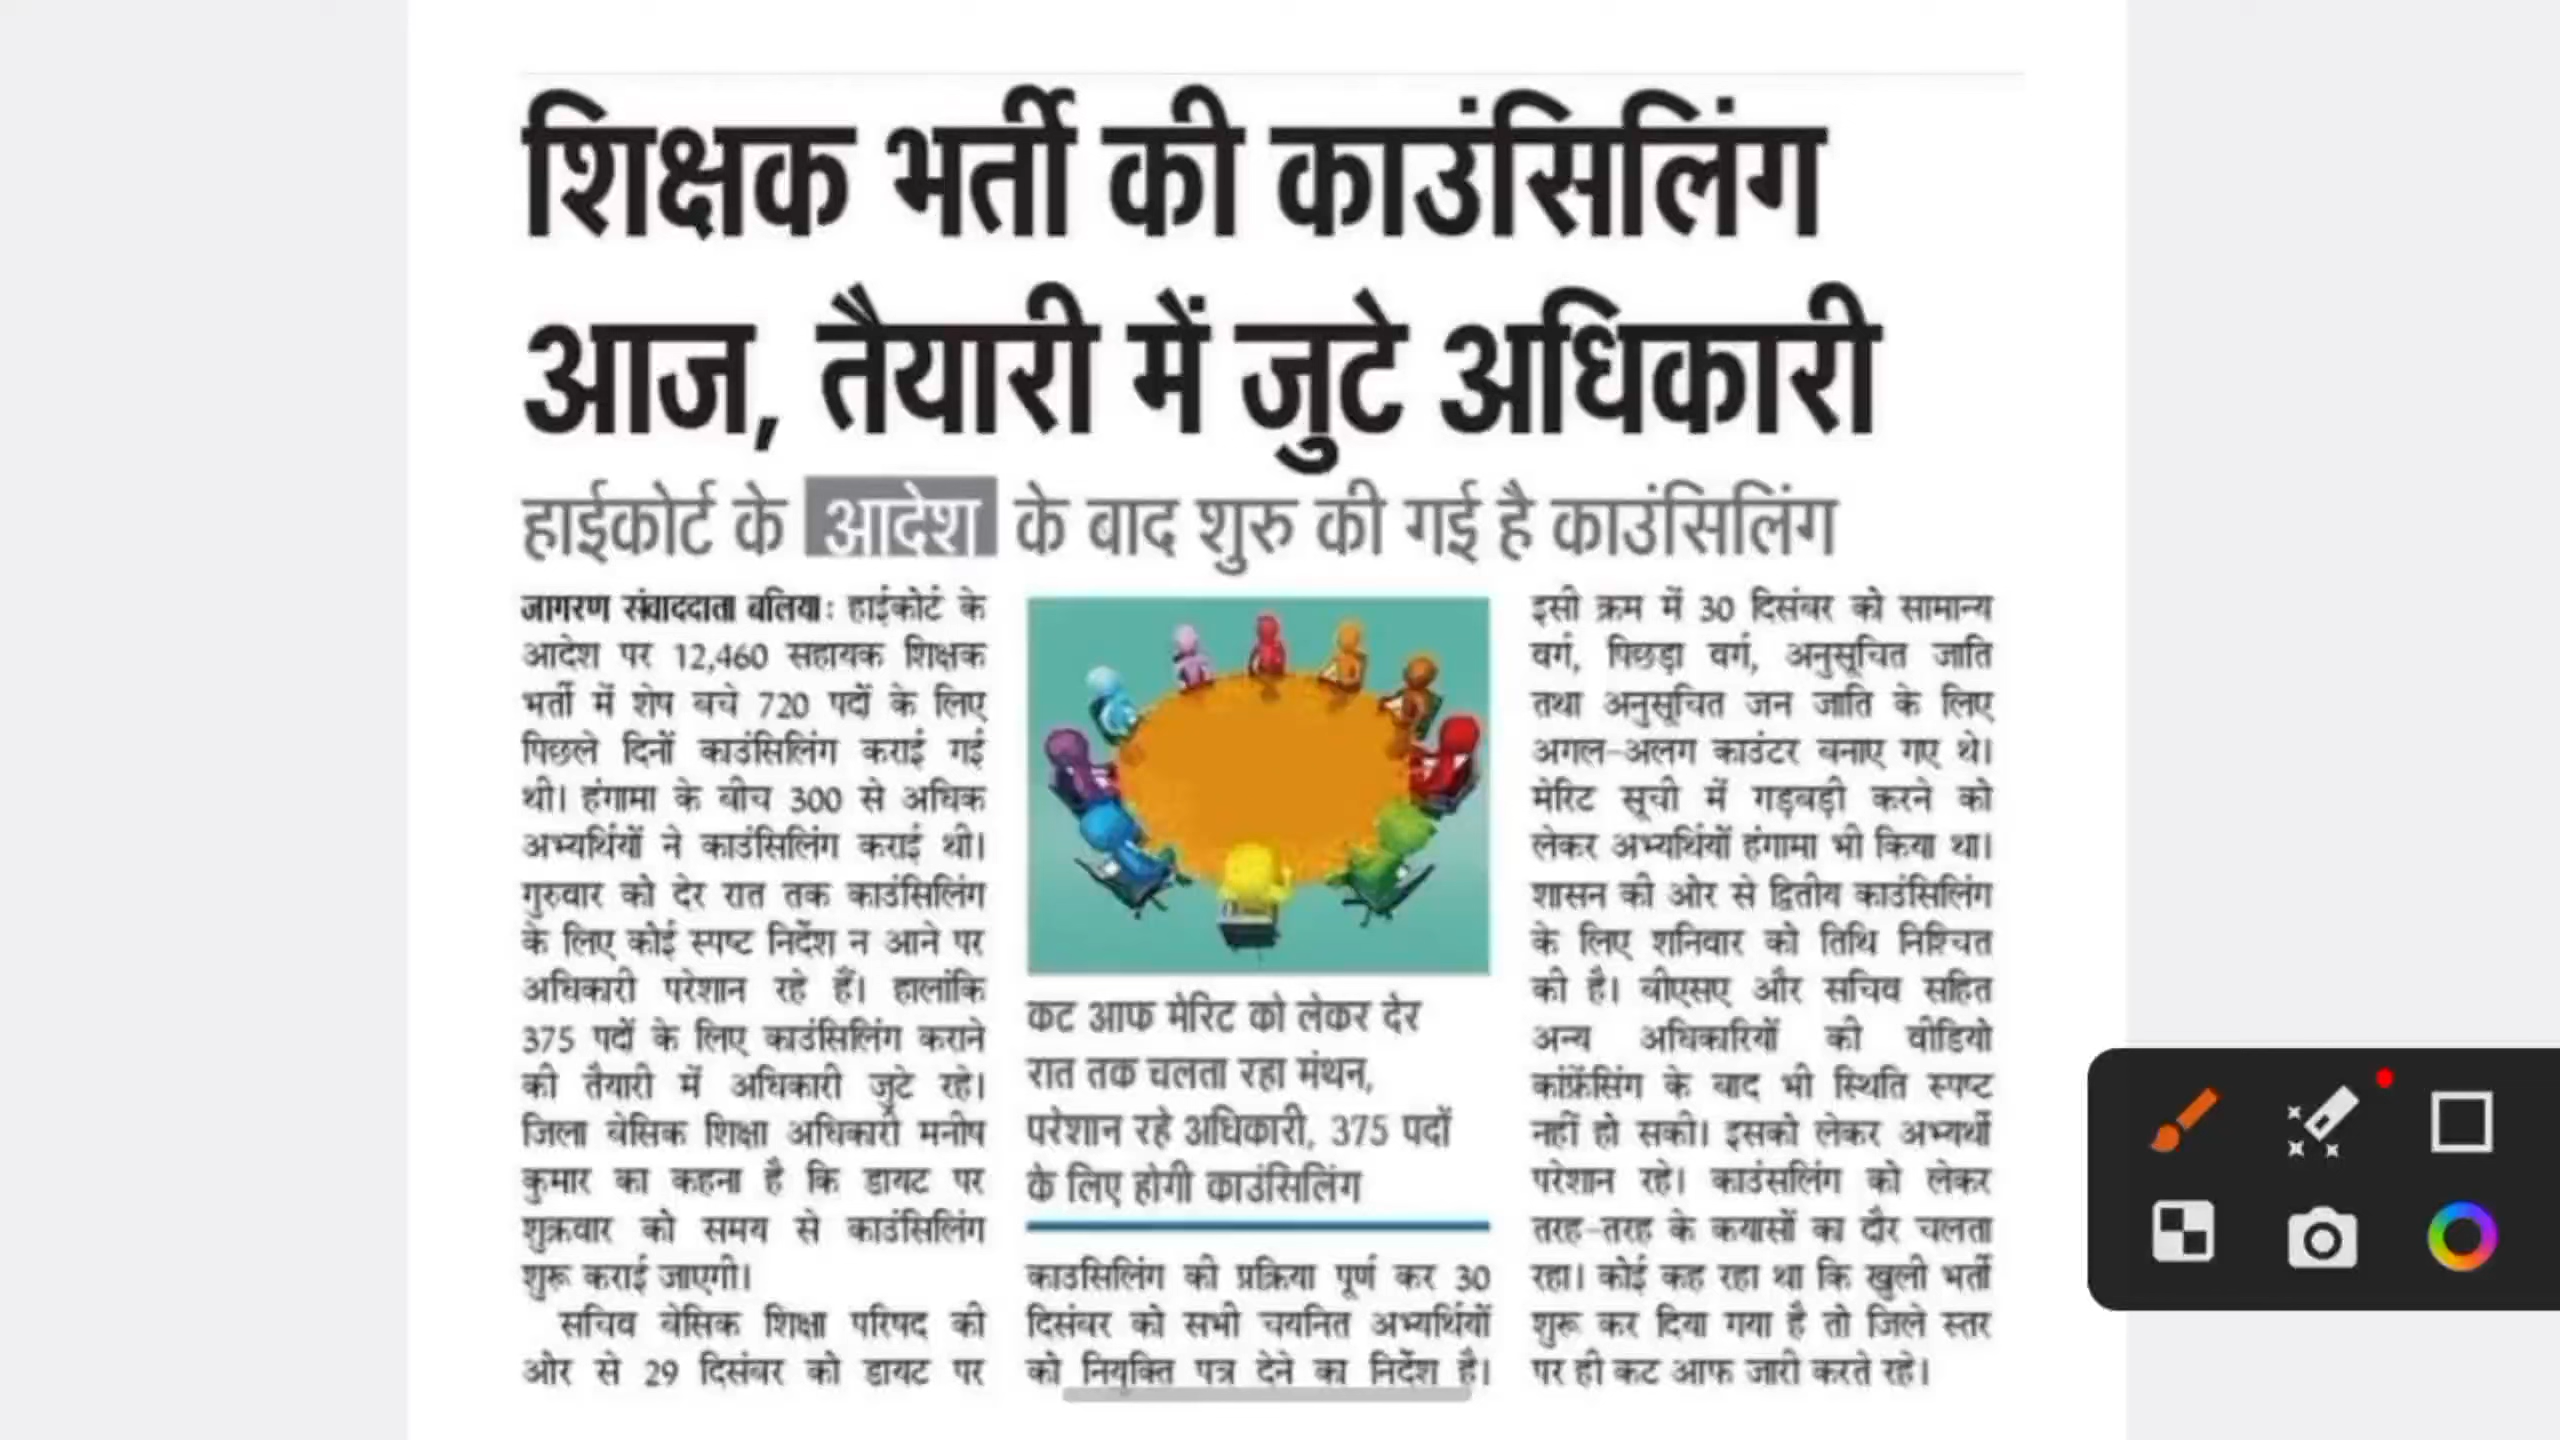 शिक्षक भर्ती की काउंसिलिंग
आज, तैयारी में जुटे अधिकारी
हाईकोर्ट के आदेश के बाद शुरु की गई है काउंसिलिंग
जागरण संवाददाता बलिया: हाईकोर्ट के
आदेश पर 12,460 सहायक शिक्षक
भर्ती में शेष बचे 720 पदों के लिए
पिछले दिनों काउंसिलिंग कराई गई
थी। हंगामा के बीच 300 से अधिक
अभ्यर्थियों ने काउंसिलिंग कराई थी।
गुरुवार को देर रात तक काउंसिलिंग
के लिए कोई स्पष्ट निर्देश न आने पर
अधिकारी परेशान रहे हैं। हालांकि
375 पदों के लिए काउंसिलिंग कराने
की तैयारी में अधिकारी जुटे रहे।
जिला बेसिक शिक्षा अधिकारी मनीष
कुमार का कहना है कि डायट पर
शुक्रवार को समय से काउंसिलिंग
शुरू कराई जाएगी।
सचिव बेसिक शिक्षा परिषद की
ओर से 29 दिसंबर को डायट पर
कट आफ मेरिट को लेकर देर
रात तक चलता रहा मंथन,
परेशान रहे अधिकारी, 375 पदों
के लिए होगी काउंसिलिंग
काउसिलिंग की प्रक्रिया पूर्ण कर 30
दिसंबर को सभी चयनित अभ्यर्थियों
को नियुक्ति पत्र देने का निर्देश है।
इसी क्रम में 30 दिसंबर को सामान्य
वर्ग, पिछड़ा वर्ग, अनुसूचित जाति
तथा अनुसूचित जन जाति के लिए
अगल-अलग काउंटर बनाए गए थे।
मेरिट सूची में गड़बड़ी करने को
लेकर अभ्यर्थियों हंगामा भी किया था।
शासन की ओर से द्वितीय काउंसिलिंग
के लिए शनिवार को तिथि निश्चित
की है। बीएसए और सचिव सहित
अन्य अधिकारियों की वीडियो
कांफ्रेंसिंग के बाद भी स्थिति स्पष्ट
नहीं हो सकी। इसको लेकर अभ्यर्थी
परेशान रहे। काउंसलिंग को लेकर
तरह-तरह के कयासों का दौर चलता
रहा। कोई कह रहा था कि खुली भर्ती
शुरू कर दिया गया है तो जिले स्तर
पर ही कट आफ जारी करते रहे।